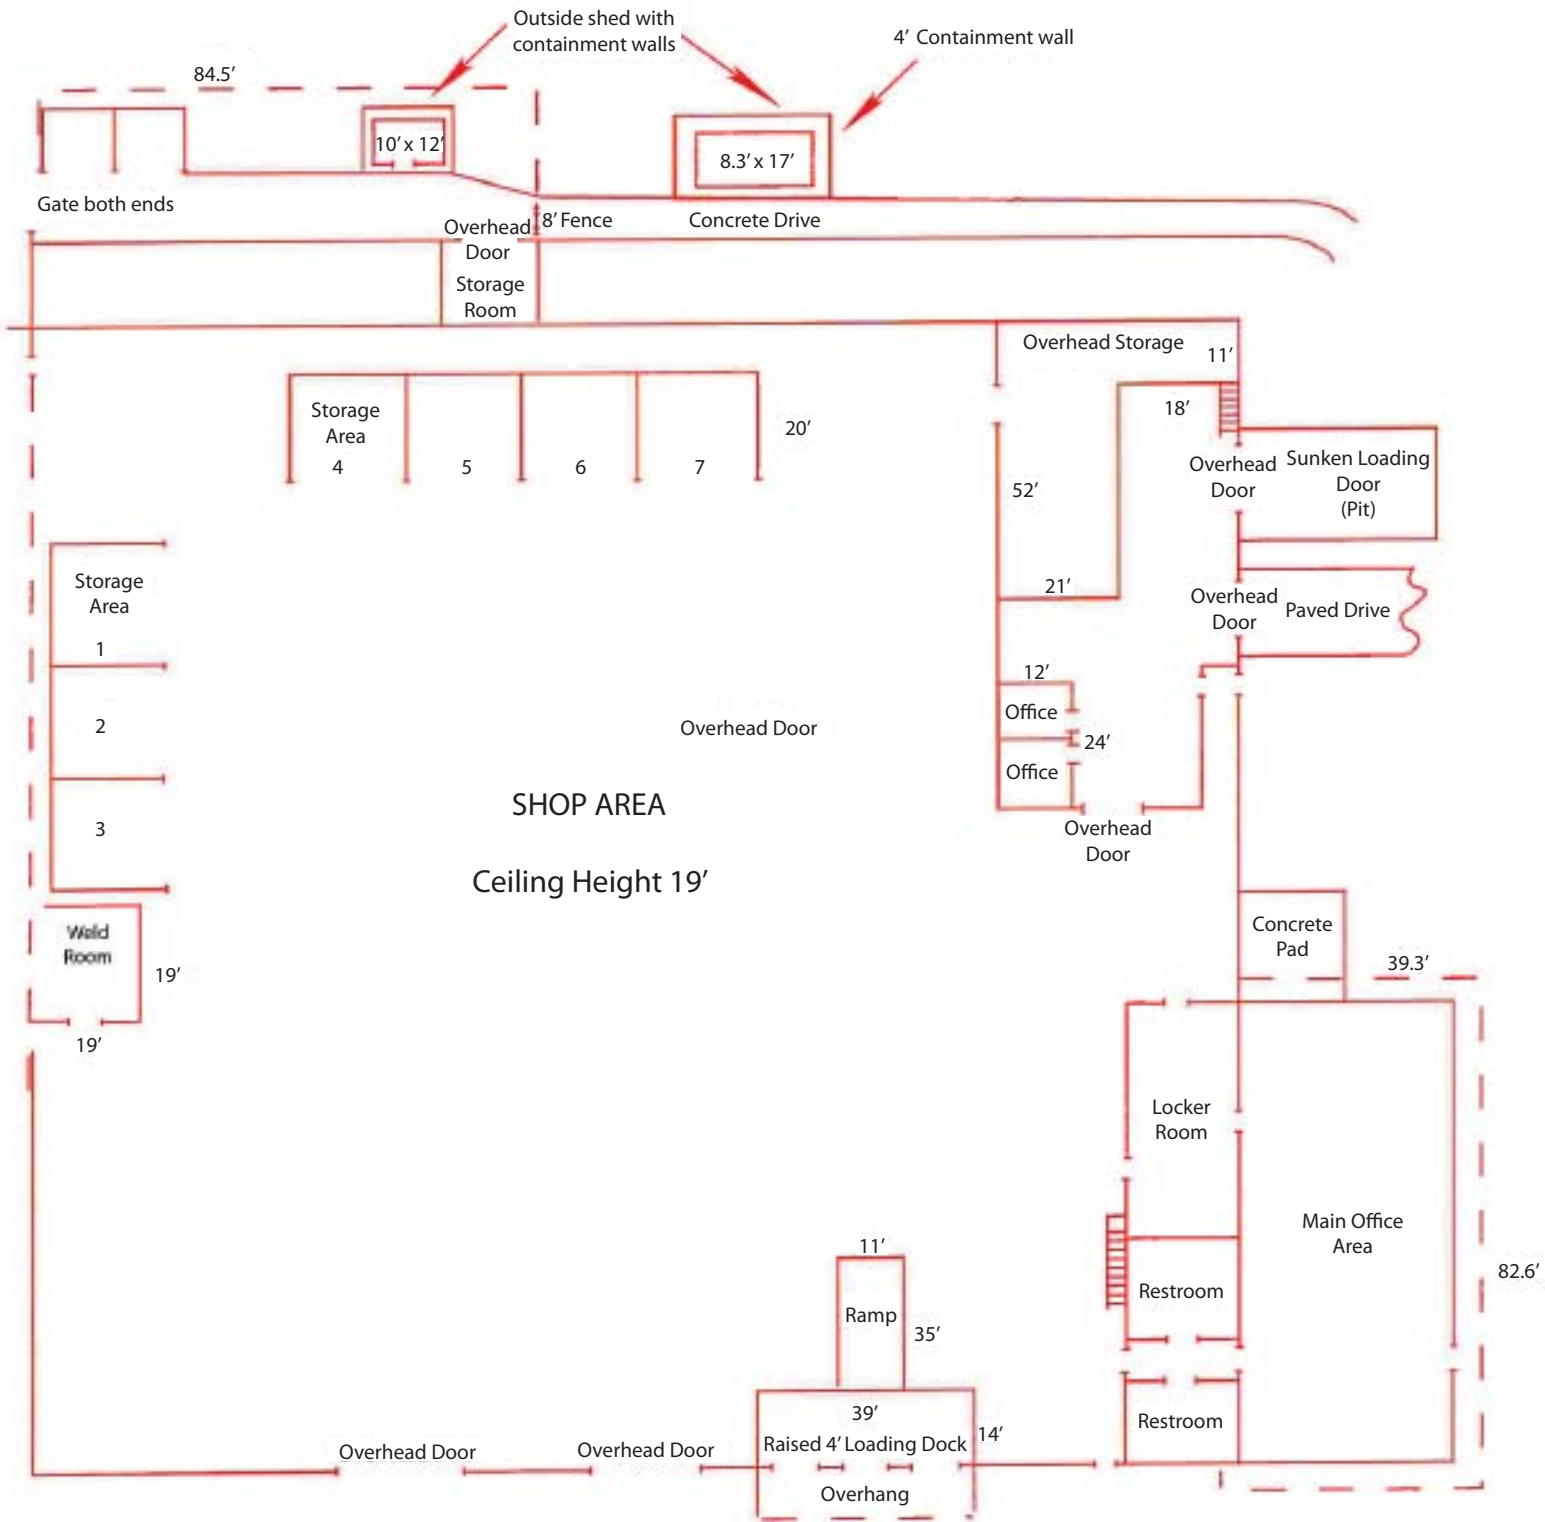 Outside shed with
containment walls
4’ Containment wall
84.5’
10’ x 12’
8.3’ x 17’
Gate both ends
8’ Fence
Concrete Drive
Overhead
Door
Storage
Room
Overhead Storage
11’
18’
Storage
Area
4
5
6
7
20’
52’
Overhead
Door
Sunken Loading
Door
(Pit)
Storage
Area
1
21’
Overhead
Door
Paved Drive
2
12’
Office
24’
Office
Overhead Door
SHOP AREA
3
Overhead
Door
Ceiling Height 19’
Weld
Room
19’
19’
Concrete
Pad
39.3’
Locker
Room
Main Office
Area
82.6’
11’
Ramp
35’
Restroom
Restroom
39’
14’
Raised 4’ Loading Dock
Overhead Door
Overhead Door
Overhang